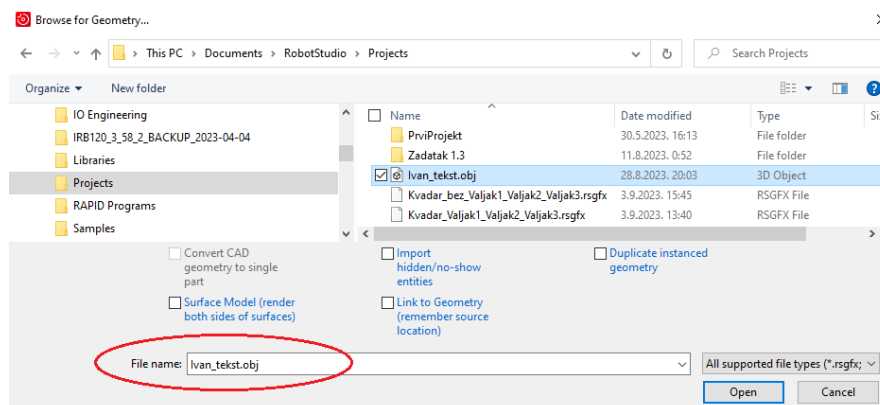 Browse for Geometry...
This PC > Documents > RobotStudio > Projects
Search Projects
Organize
New folder
IO Engineering
IRB120_3_58_2_BACKUP_2023-04-04
Libraries
Projects
RAPID Programs
Samples
Name Date modified Type Si
PrviProjekt 30.5.2023. 16:13 File folder
Zadatak 1.3 11.8.2023. 0:52 File folder
Ivan_tekst.obj 28.8.2023. 20:03 3D Object
Kvadar_bez_Valjak1_Valjak2_Valjak3.rsgfx 3.9.2023. 15:45 RSGFX File
Kvadar_Valjak1_Valjak2_Valjak3.rsgfx 3.9.2023. 13:40 RSGFX File
Convert CAD
geometry to single
part
Surface Model (render
both sides of surfaces)
Import
hidden/no-show
entities
Link to Geometry
(remember source
location)
Duplicate instanced
geometry
File name: Ivan_tekst.obj
All supported file types (*.rsgfx;
Open Cancel